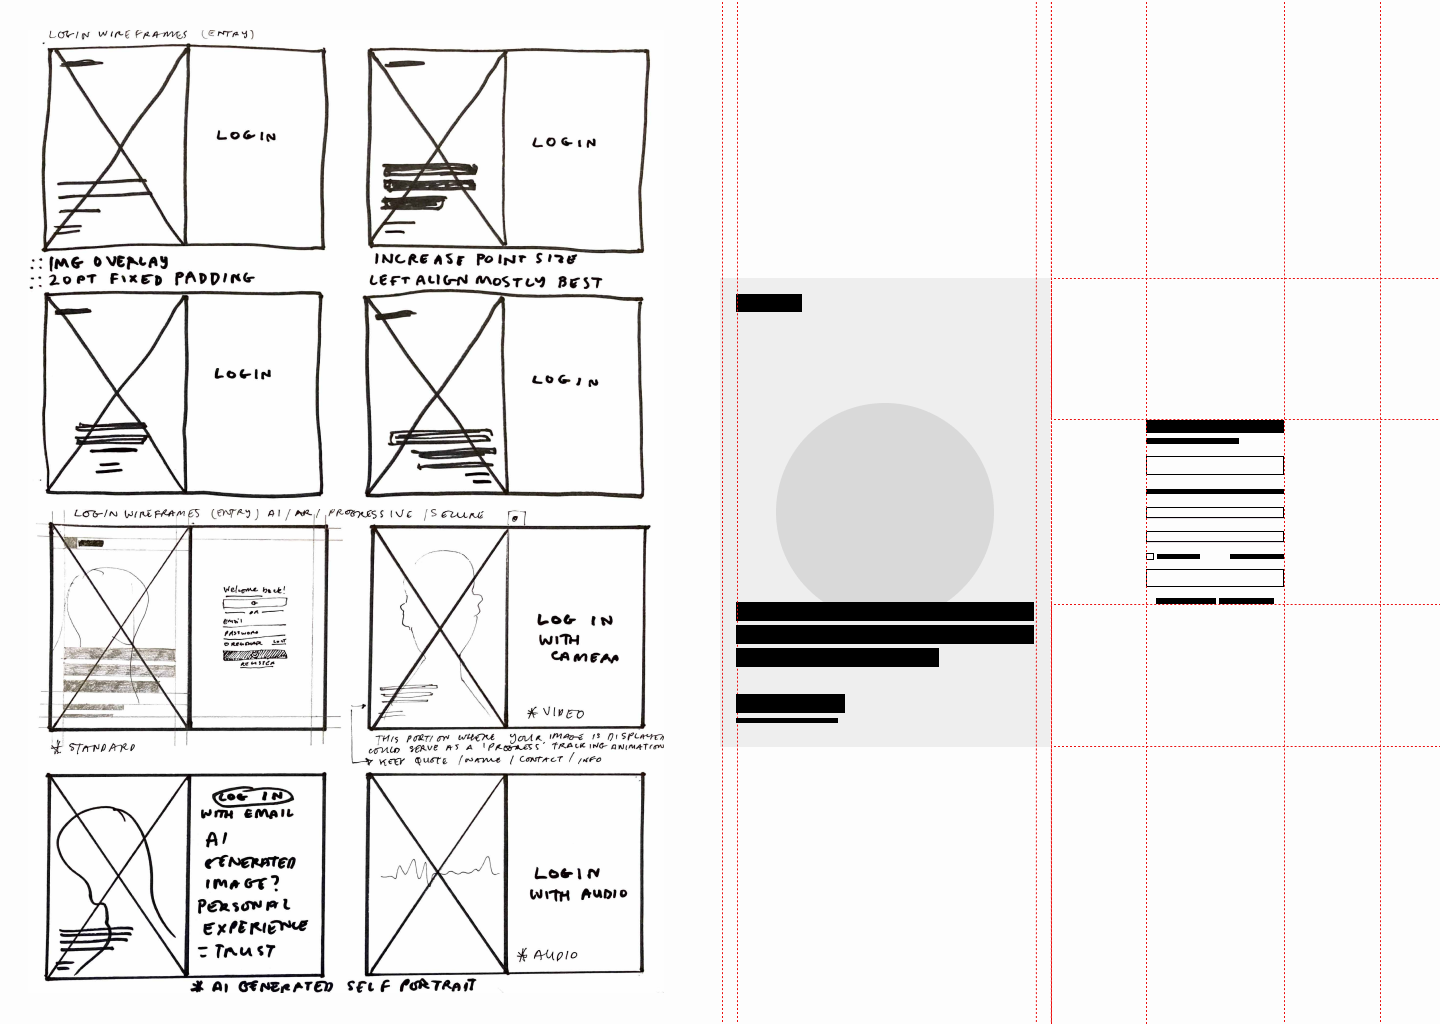 LOGIN WIREFRAMES (ENTRY)
LOGIN
LOGIN
:: IMG OVERLAY
:: 20PT FIXED PADDING
INCREASE POINT SIZE
LEFT ALIGN MOSTLY BEST
LOGIN
LOGIN
LOGIN WIREFRAMES (ENTRY) AI / AR / PROGRESSIVE / SECURE
Welcome back!
G
OR
EMAIL
PASSWORD
REMEMBER LOST
REGISTER
* STANDARD
LOG IN
WITH
CAMERA
* VIDEO
THIS PORTION WHERE YOUR IMAGE IS DISPLAYED
COULD SERVE AS A 'PROGRESS' TRACKING ANIMATION
KEEP QUOTE / NAME / CONTACT / INFO
LOG IN
WITH EMAIL
AI
GENERATED
IMAGE?
PERSONAL
EXPERIENCE
= TRUST
LOGIN
WITH AUDIO
* AUDIO
* AI GENERATED SELF PORTRAIT